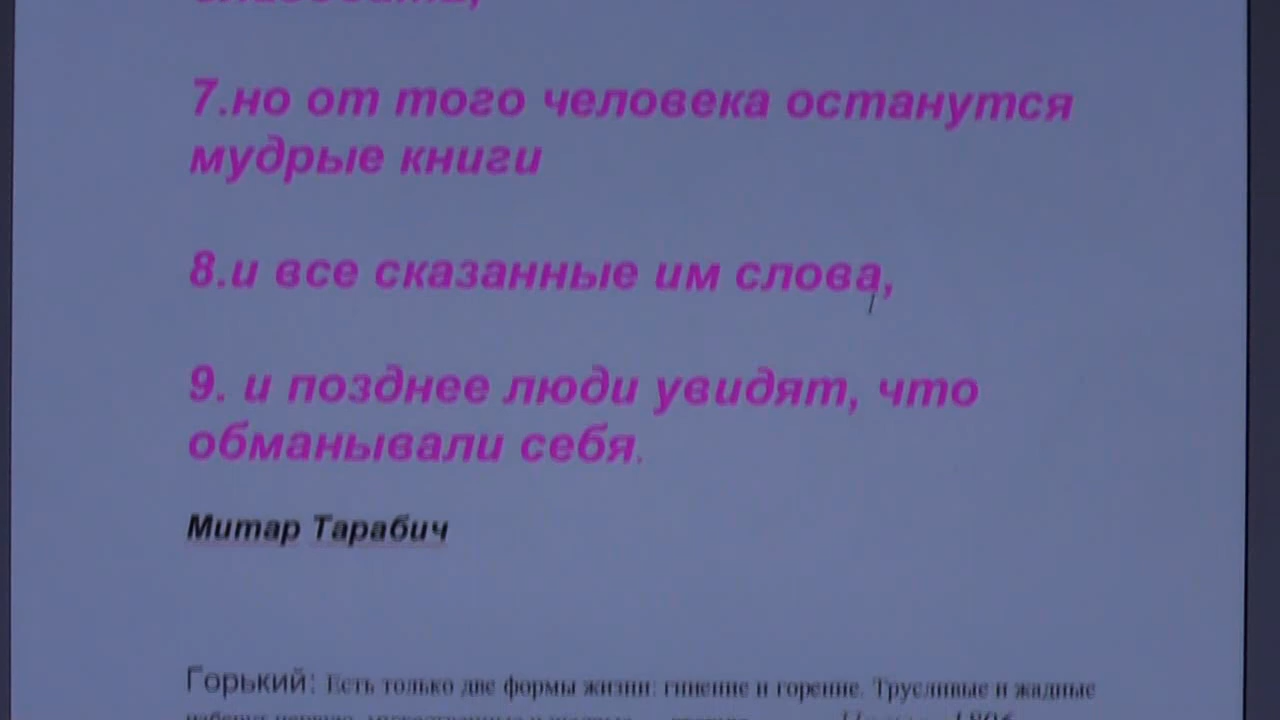 7.но от того человека останутся
мудрые книги
8.и все сказанные им слова,
9. и позднее люди увидят, что
обманывали себя.
Митар Тарабич
Горький: Есть только две формы жизни: гниение и горение. Трусливые и жадные